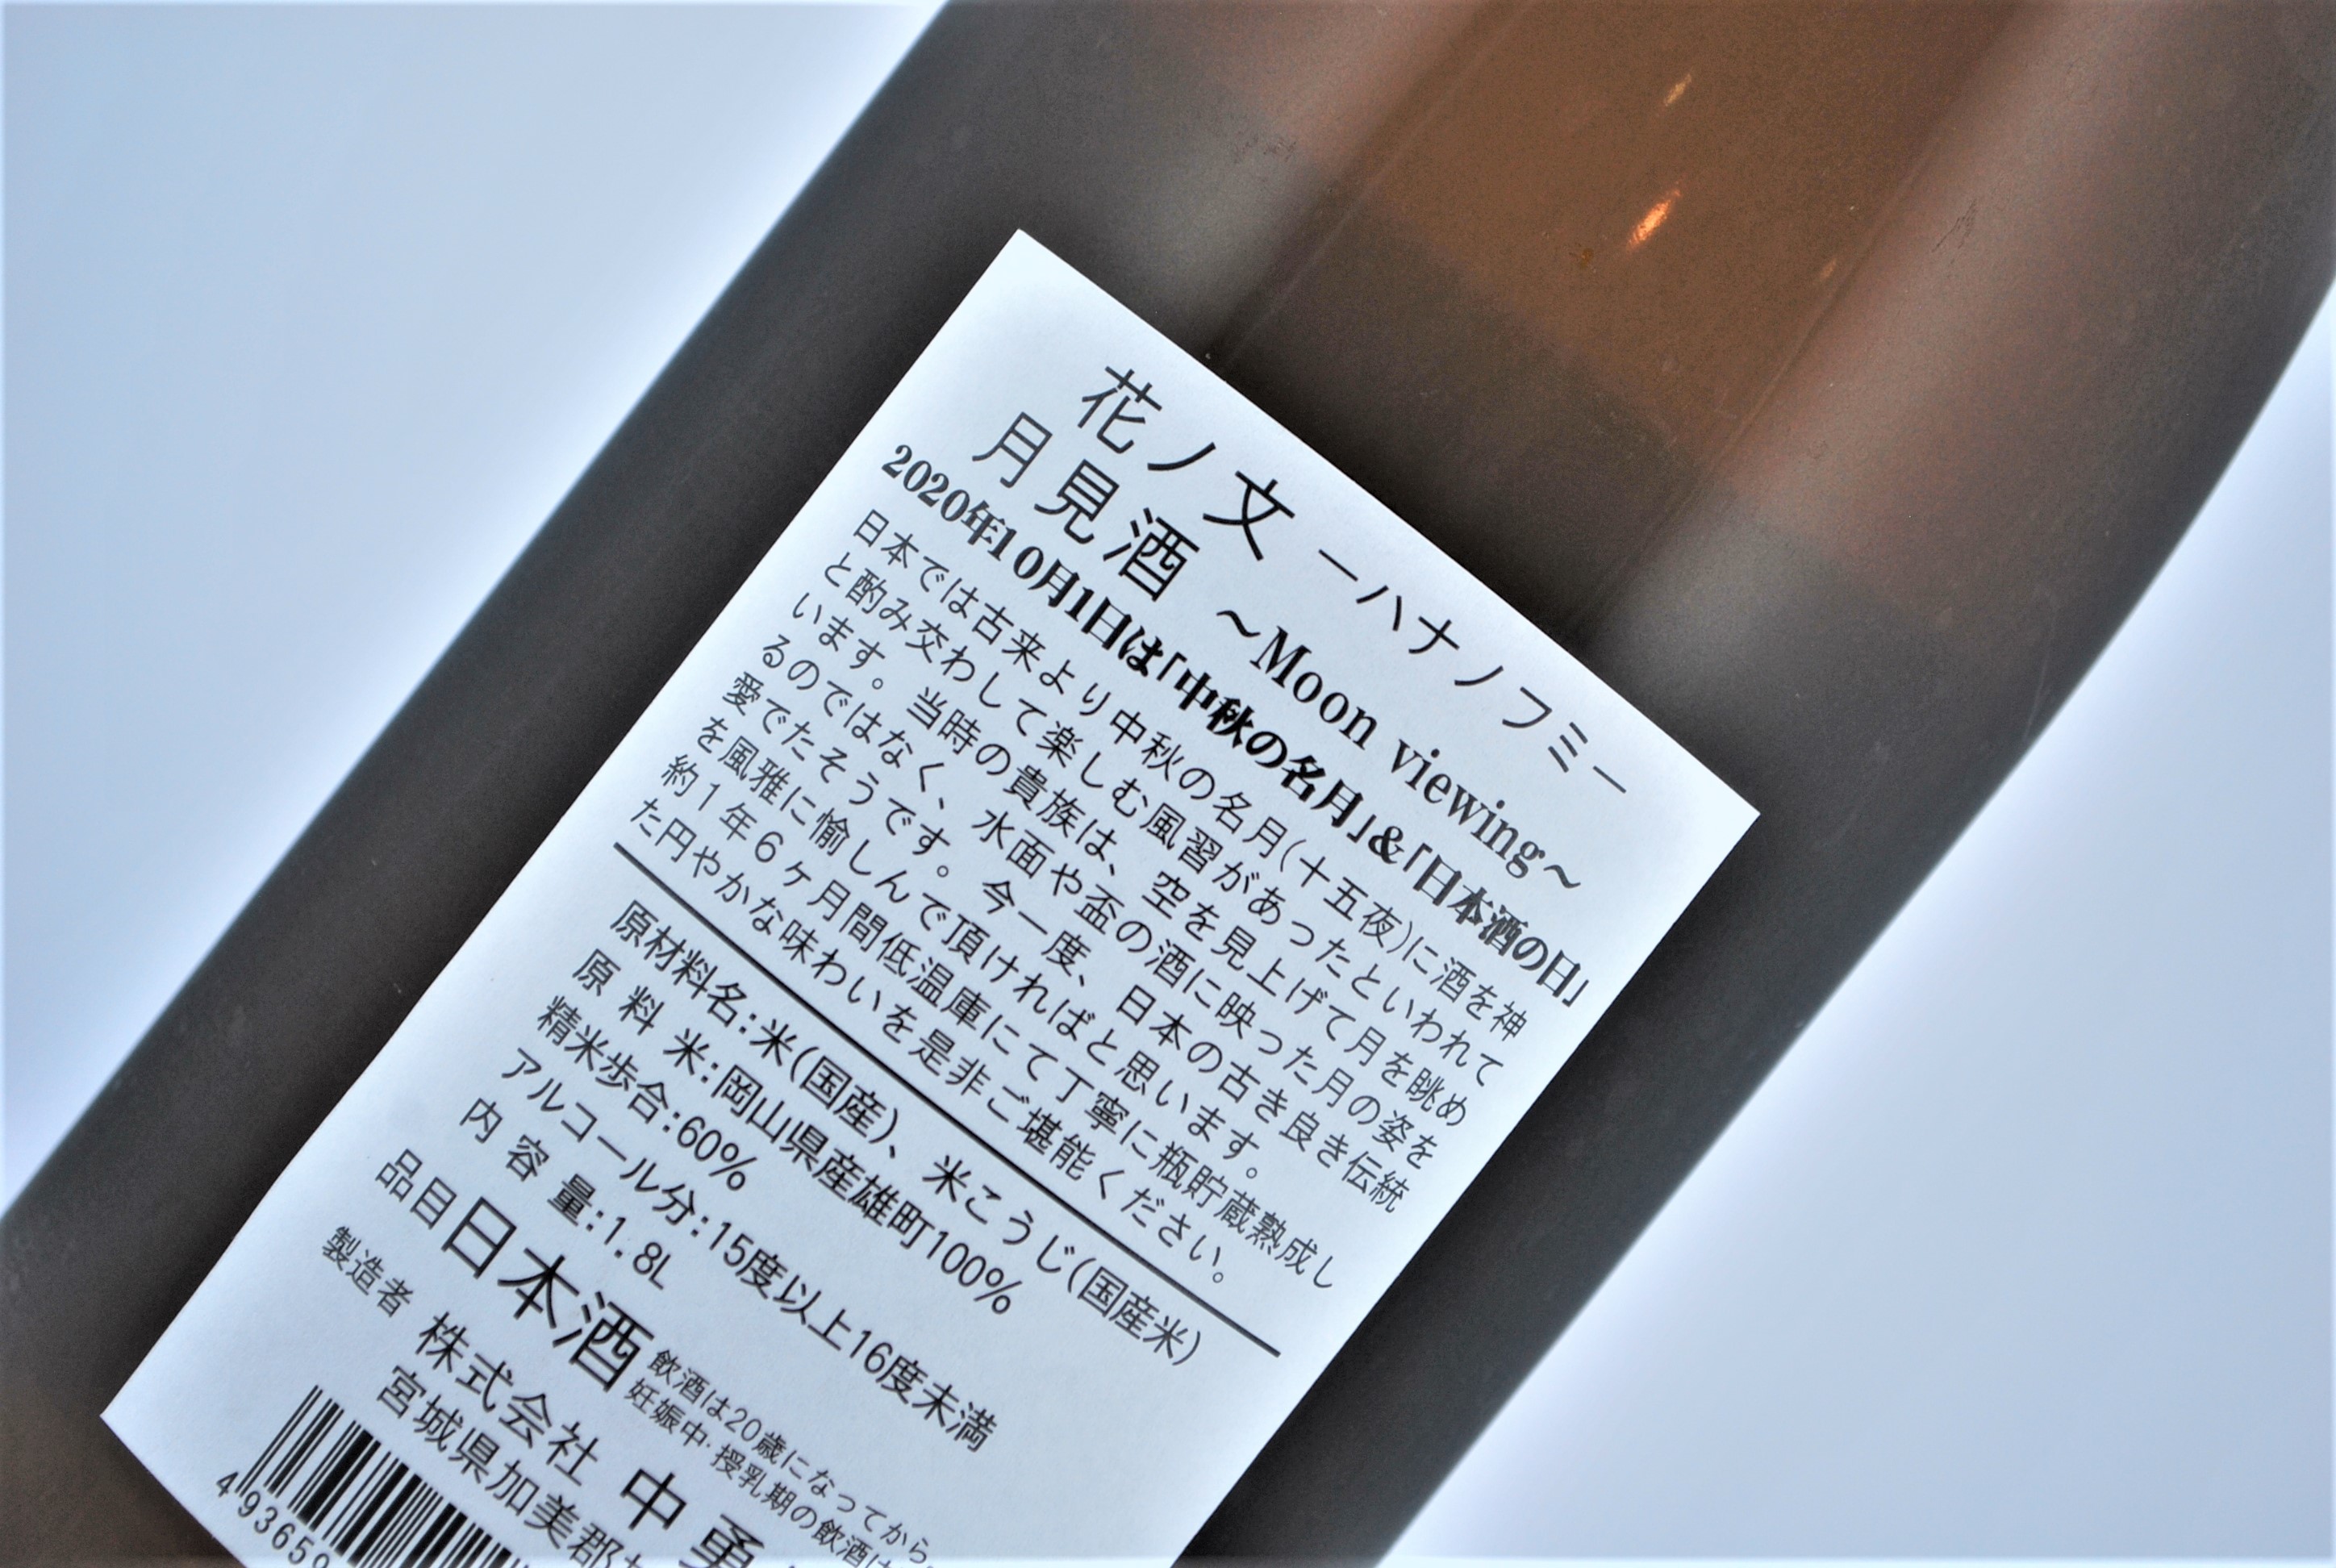 花ノ文 ーハナノフミー
月見酒 ～Moon viewing～
2020年10月1日は「中秋の名月」&「日本酒の日」
日本では古来より中秋の名月(十五夜)に酒を神
と酌み交わして楽しむ風習があったといわれて
います。当時の貴族は、空を見上げて月を眺め
るのではなく、水面や盃の酒に映った月の姿を
愛でたそうです。今一度、日本の古き良き伝統
を風雅に愉しんで頂ければと思います。
約1年6ヶ月間低温庫にて丁寧に瓶貯蔵熟成し
た円やかな味わいを是非ご堪能ください。
原材料名:米(国産)、米こうじ(国産米)
原料米:岡山県産雄町100%
精米歩合:60%
アルコール分:15度以上16度未満
内容量:1.8L
品目 日本酒 飲酒は20歳になってから。
妊娠中・授乳期の飲酒は
製造者 株式会社 中勇
宮城県加美郡
4 93659